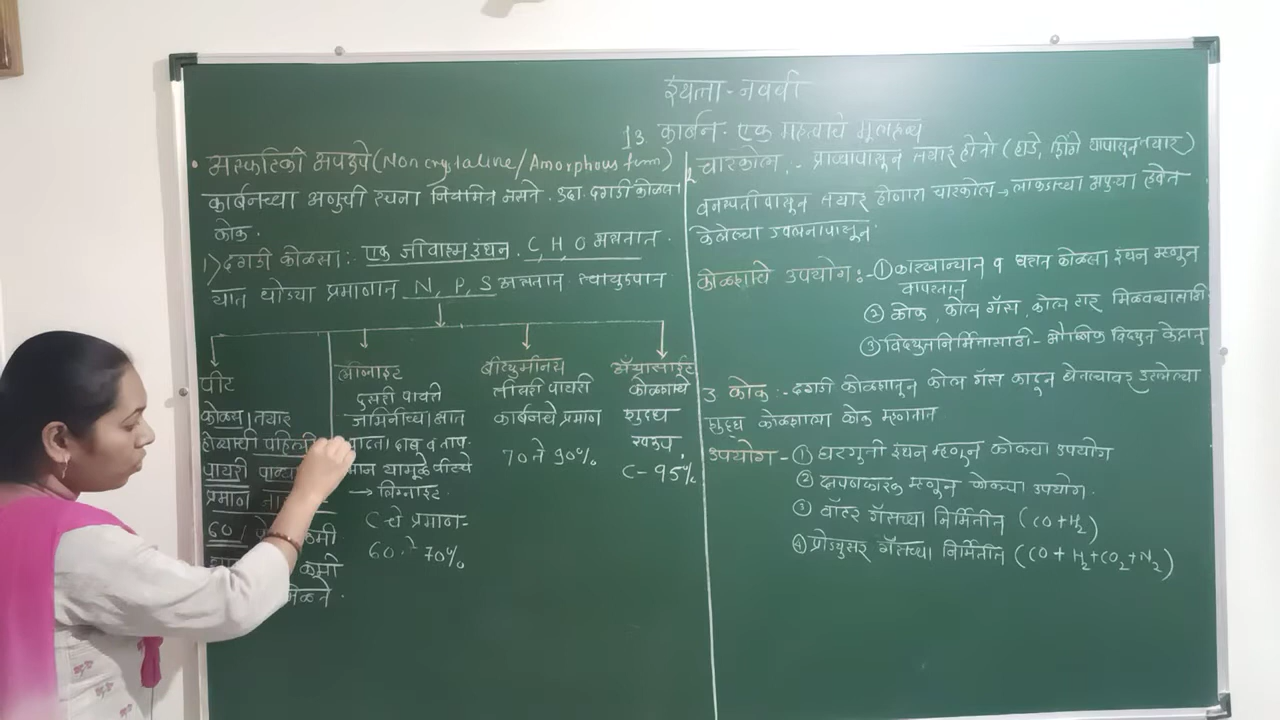 इयत्ता - नववी
13. कार्बन: एक महत्वाचे मूलद्रव्य
• अस्फटिकी अपरूपे (Non crystaline / Amorphous form)
कार्बनच्या अणुची रचना नियमित नसते. उदा. दगडी कोळसा
कोक.
1) दगडी कोळसा:- एक जीवाश्म इंधन. C, H, O असतात.
यात थोड्या प्रमाणात N, P, S असतात. स्थायुरूपात
पीट
कोळसा तयार
होण्याची पहिली
पायरी
प्रमाण
60%
कमी
मिळते.
लिग्नाइट
दुसरी पायरी
जमिनीच्या आत
वाढता दाब व ताप-
मान यामूळे पीटचे
→ लिग्नाइट.
C चे प्रमाण-
60 ते 70%
बीट्युमीनस
तीसरी पायरी
कार्बनचे प्रमाण
70 ते 90%
अँथ्रासाईट
कोळशाचे
शुद्ध
स्वरूप,
C - 95%
2. चारकोल:- प्राण्यापासून तयार होतो (हाडे, शिंगे यापासून तयार)
वनस्पतीपासून तयार होणारा चारकोल → लाकडाच्या अपुऱ्या हवेत
केलेल्या ज्वलनापासून.
कोळशाचे उपयोग:- ① कारखान्यात व घरात कोळसा इंधन म्हणून
वापरतात
② कोक, कोल गॅस, कोल टार मिळवण्यासाठी.
③ विद्युतनिर्मितीसाठी - औष्णिक विद्युत केंद्रात
3 कोक:- दगडी कोळशातून कोल गॅस काढून घेतल्यावर उरलेल्या
शुद्ध कोळशाला कोक म्हणतात.
उपयोग - ① घरगुती इंधन म्हणून कोकचा उपयोग
② क्षपणकारक म्हणून कोकचा उपयोग.
③ वॉटर गॅसच्या निर्मितीत (CO + H₂)
④ प्रोड्युसर गॅसच्या निर्मितीत (CO + H₂ + CO₂ + N₂)